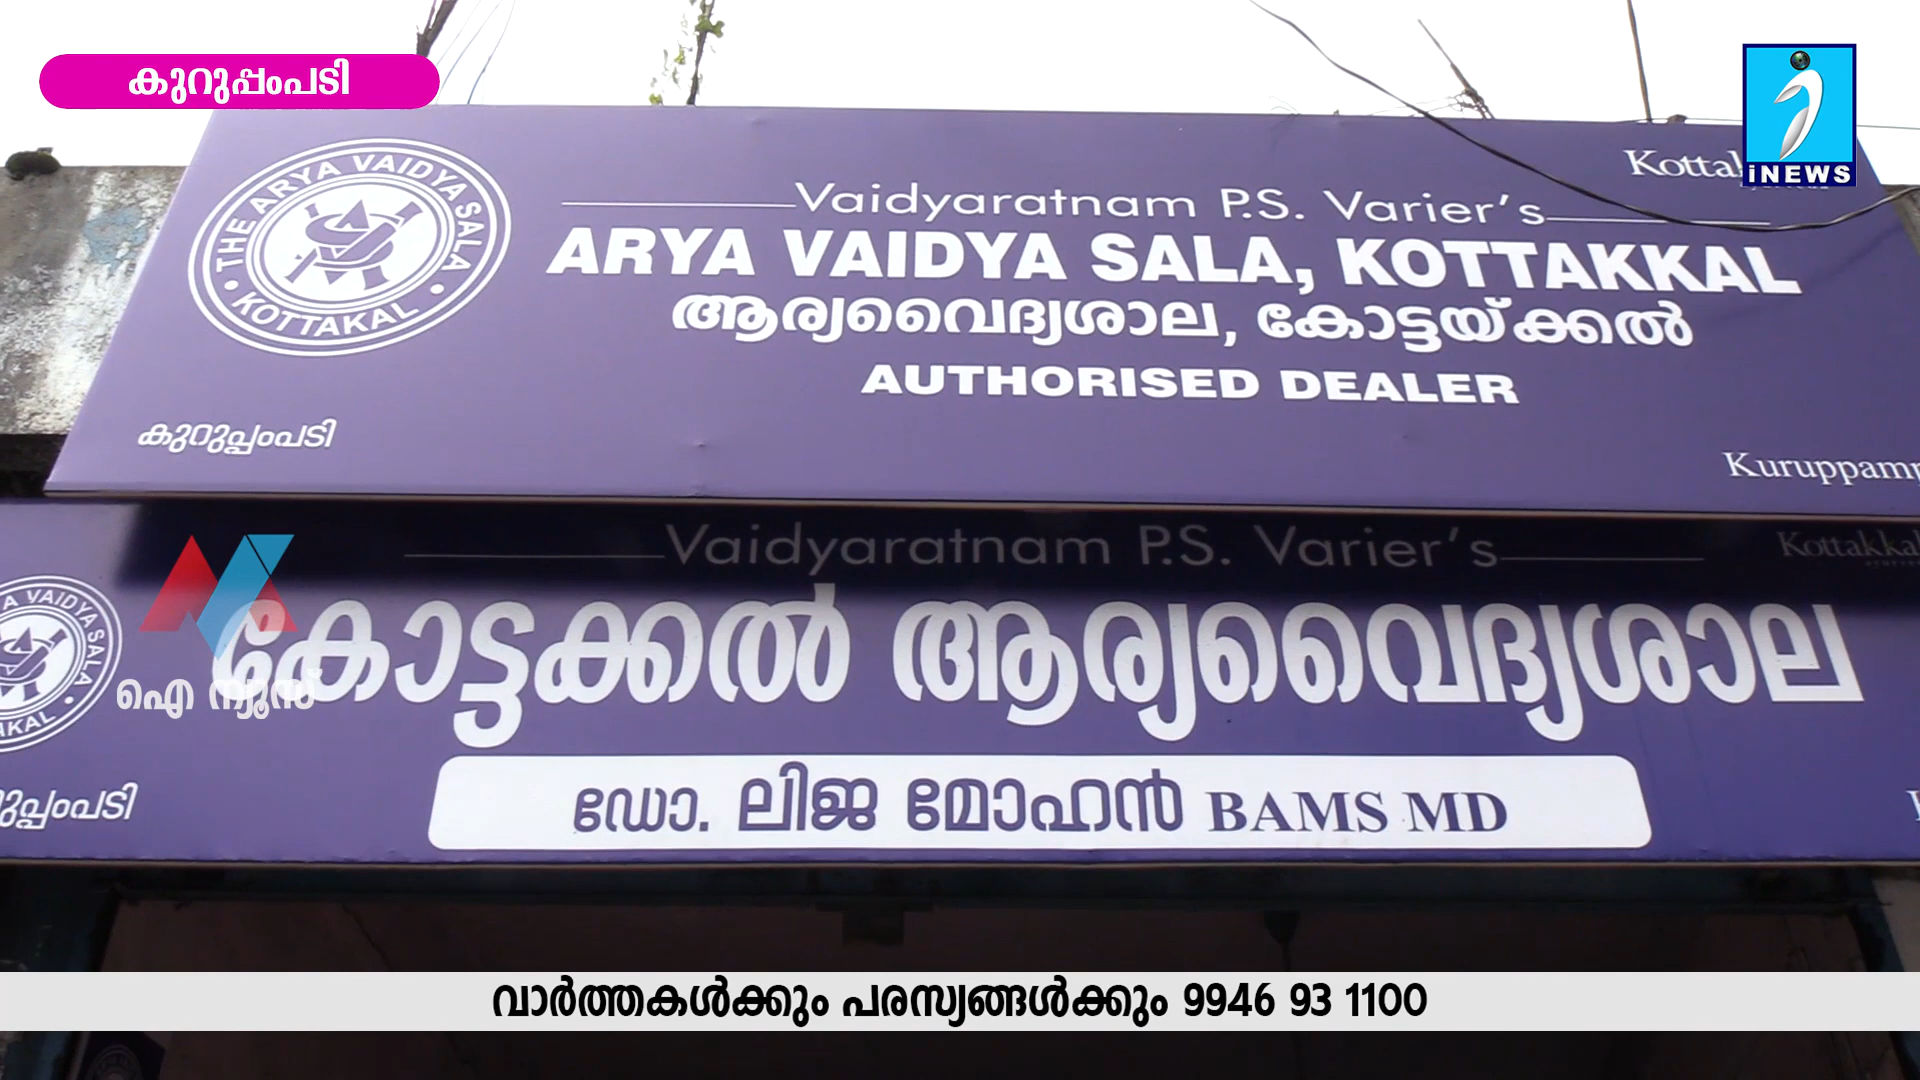 കുറുപ്പംപടി
iNEWS
Vaidyaratnam P.S. Varier's
THE ARYA VAIDYA SALA
KOTTAKAL
ARYA VAIDYA SALA, KOTTAKKAL
ആര്യവൈദ്യശാല, കോട്ടയ്ക്കൽ
AUTHORISED DEALER
കുറുപ്പംപടി
Vaidyaratnam P.S. Varier's
Kottakkal
കോട്ടക്കൽ ആര്യവൈദ്യശാല
ഐ ന്യൂസ്
ഡോ. ലിജ മോഹൻ BAMS MD
വാർത്തകൾക്കും പരസ്യങ്ങൾക്കും 9946 93 1100